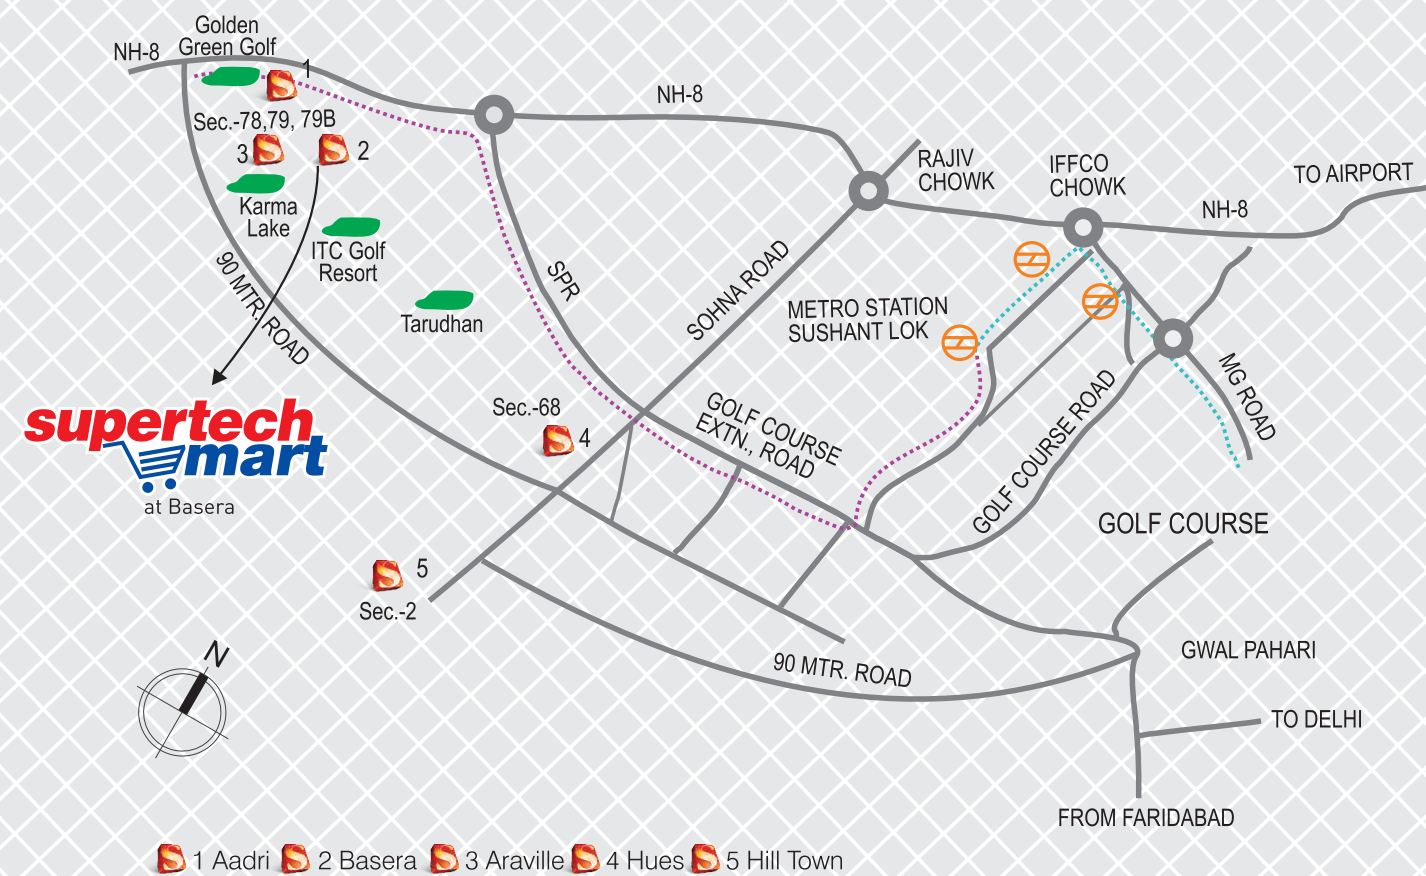 Golden
Green Golf
NH-8
1
Sec.-78,79, 79B
3
2
Karma
Lake
ITC Golf
Resort
Tarudhan
90 MTR. ROAD
SPR
NH-8
RAJIV
CHOWK
IFFCO
CHOWK
TO AIRPORT
NH-8
SOHNA ROAD
METRO STATION
SUSHANT LOK
MG ROAD
GOLF COURSE ROAD
GOLF COURSE
EXTN., ROAD
Sec.-68
4
supertech
mart
at Basera
5
Sec.-2
GOLF COURSE
GWAL PAHARI
90 MTR. ROAD
TO DELHI
FROM FARIDABAD
N
S 1 Aadri S 2 Basera S 3 Araville S 4 Hues S 5 Hill Town